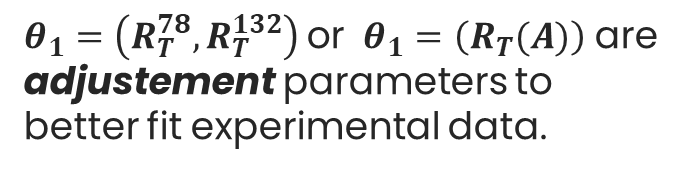 θ₁ = (R_T^78, R_T^132) or θ₁ = (R_T(A)) are
adjustement parameters to
better fit experimental data.